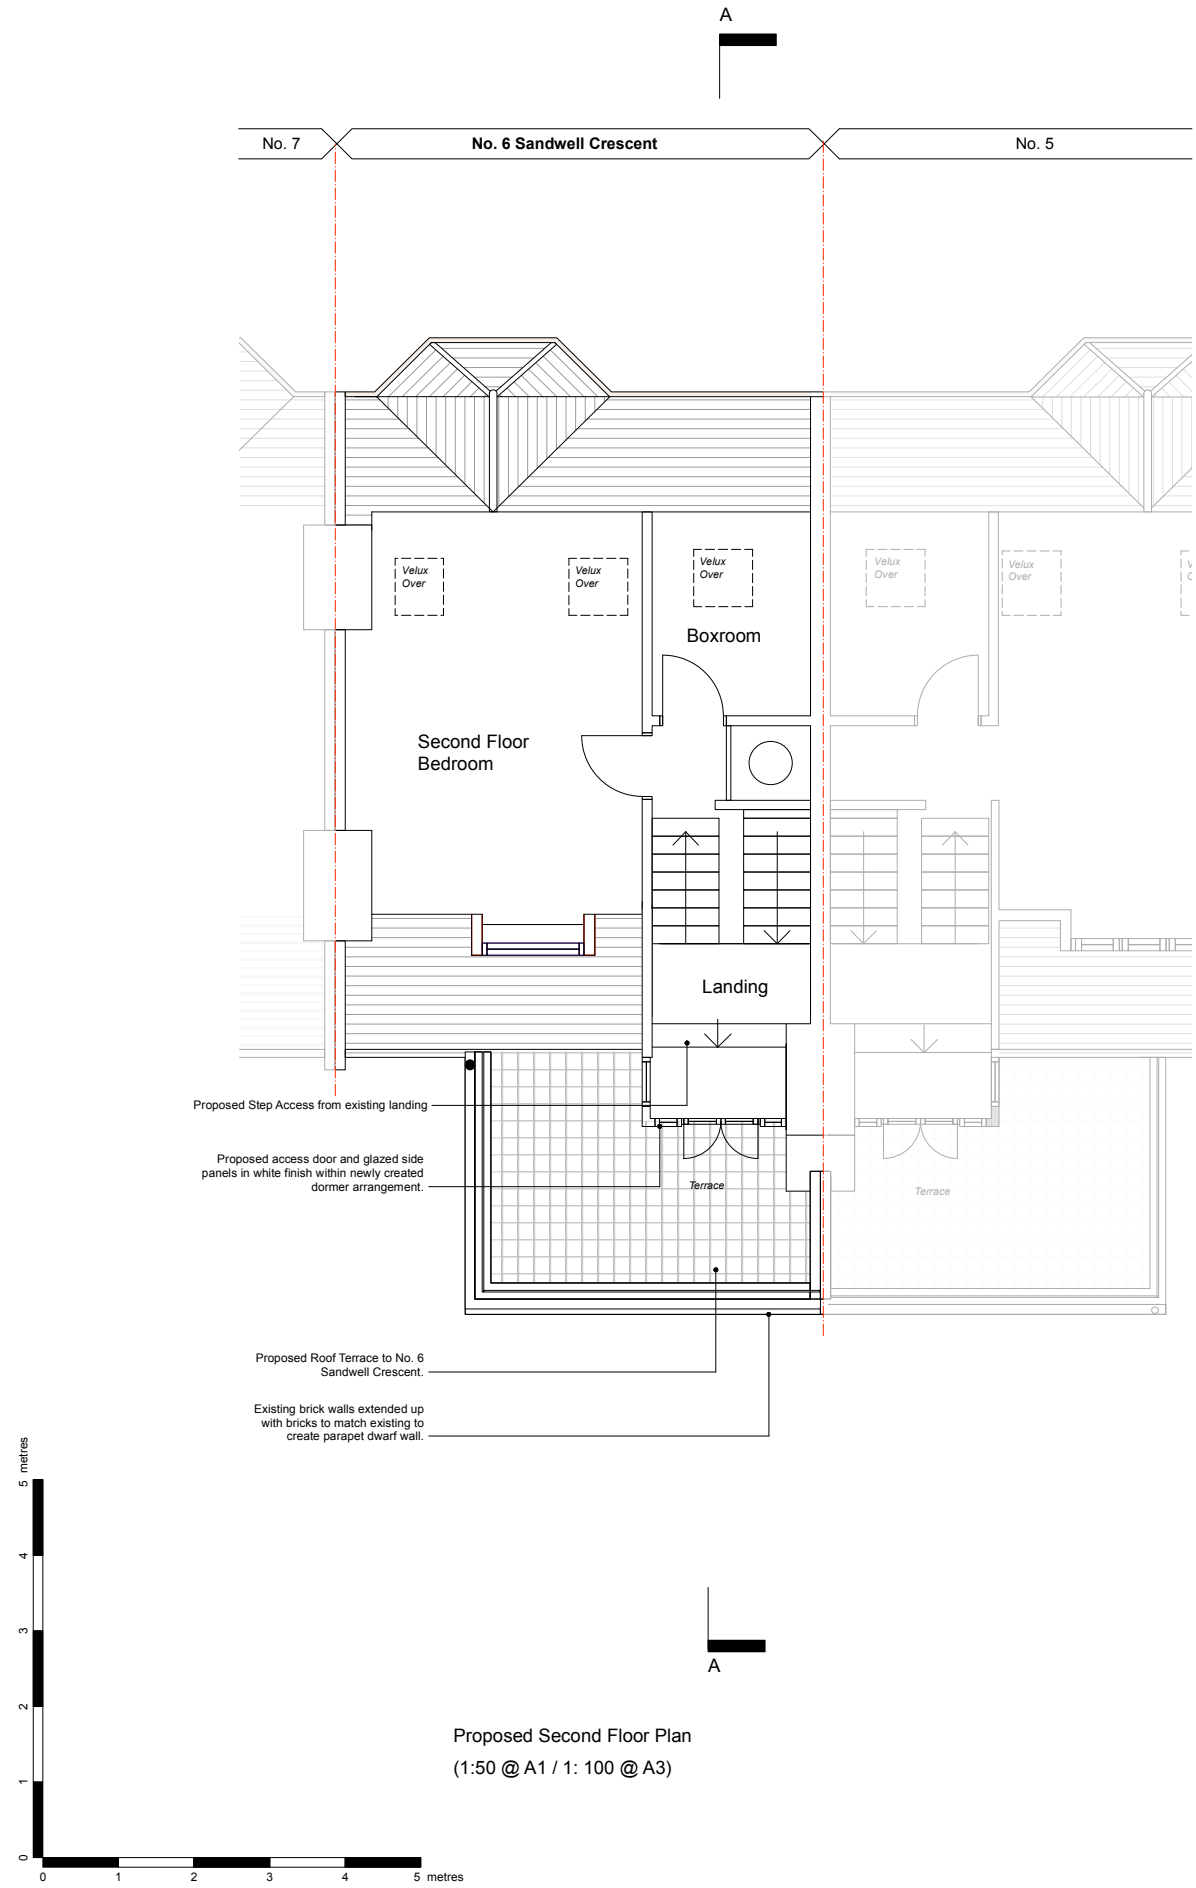 A
No. 7
No. 6 Sandwell Crescent
No. 5
Velux
Over
Velux
Over
Velux
Over
Velux
Over
Velux
Over
Boxroom
Second Floor
Bedroom
Landing
Proposed Step Access from existing landing
Proposed access door and glazed side
panels in white finish within newly created
dormer arrangement.
Terrace
Terrace
Proposed Roof Terrace to No. 6
Sandwell Crescent.
Existing brick walls extended up
with bricks to match existing to
create parapet dwarf wall.
5 metres
4
3
2
1
0
A
Proposed Second Floor Plan
(1:50 @ A1 / 1: 100 @ A3)
0 1 2 3 4 5 metres